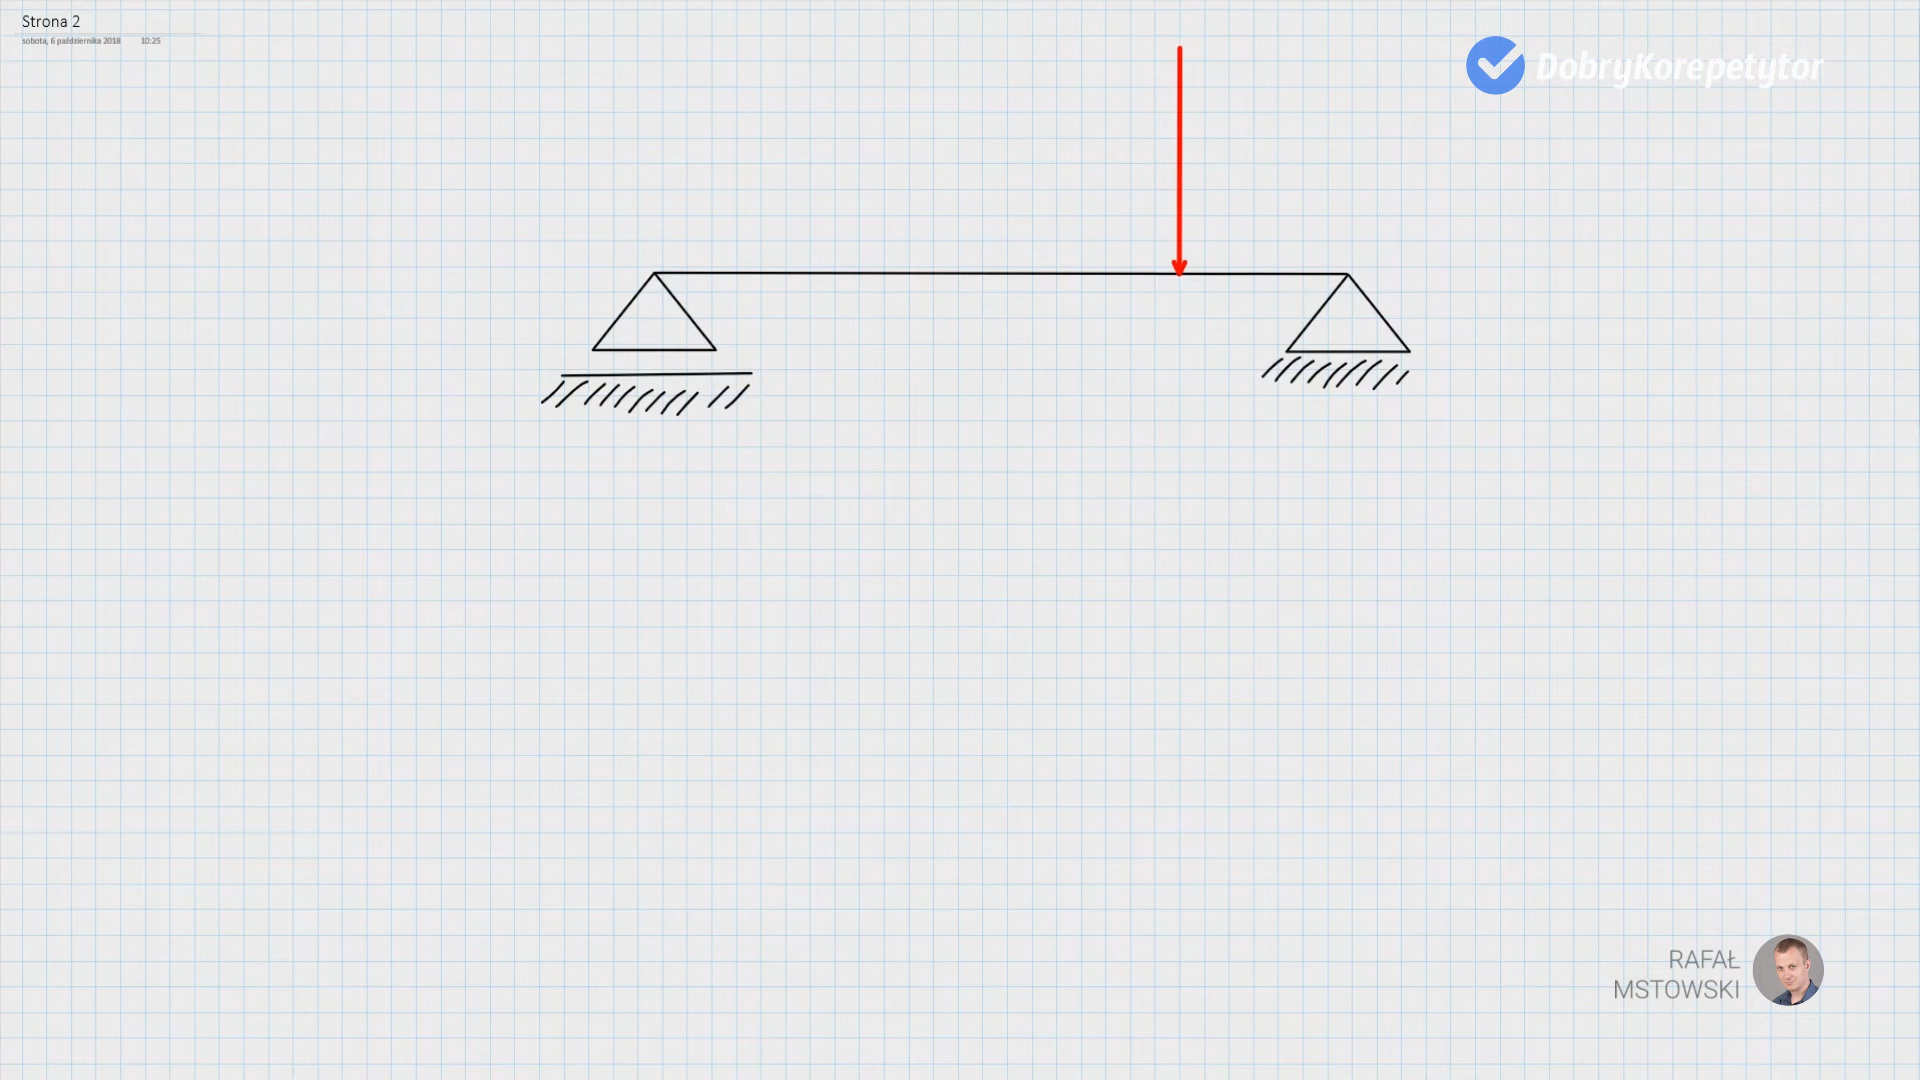 Strona 2
sobota, 6 października 2018 10:25
DobryKorepetytor
RAFAŁ
MSTOWSKI